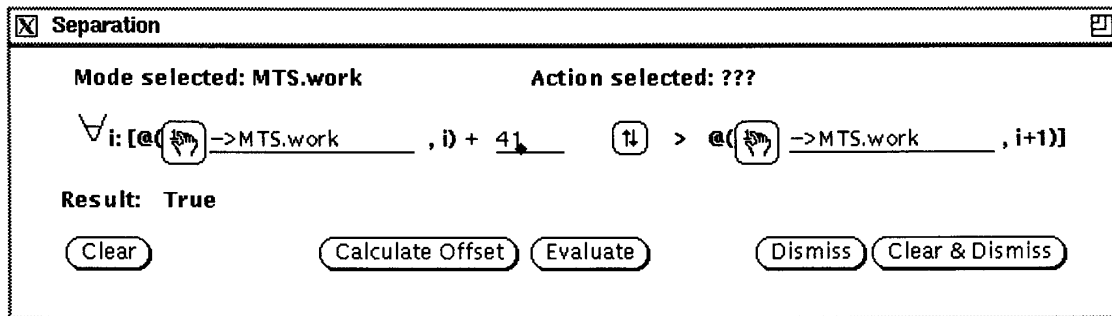 Separation
Mode selected: MTS.work Action selected: ???
∀i: [@( ->MTS.work , i) + 41 > @( ->MTS.work , i+1)]
Result: True
Clear Calculate Offset Evaluate Dismiss Clear & Dismiss